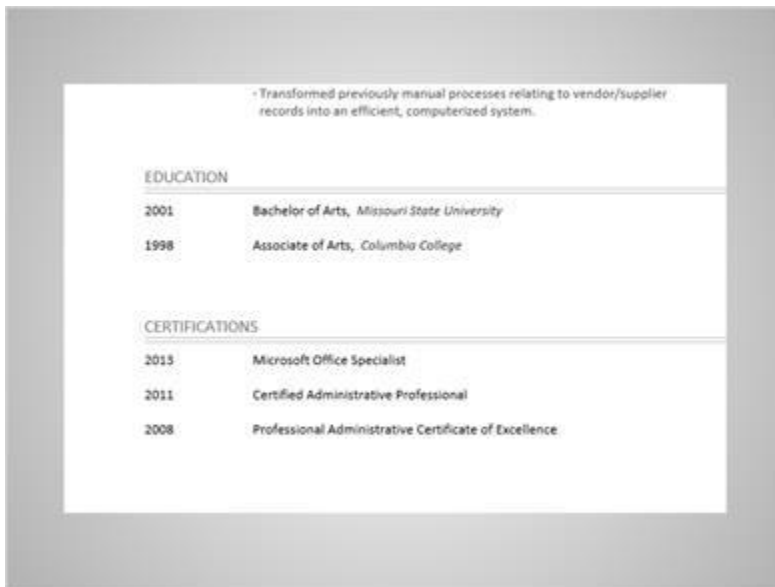 - Transformed previously manual processes relating to vendor/supplier
records into an efficient, computerized system.
EDUCATION
2001 Bachelor of Arts, Missouri State University
1998 Associate of Arts, Columbia College
CERTIFICATIONS
2013 Microsoft Office Specialist
2011 Certified Administrative Professional
2008 Professional Administrative Certificate of Excellence